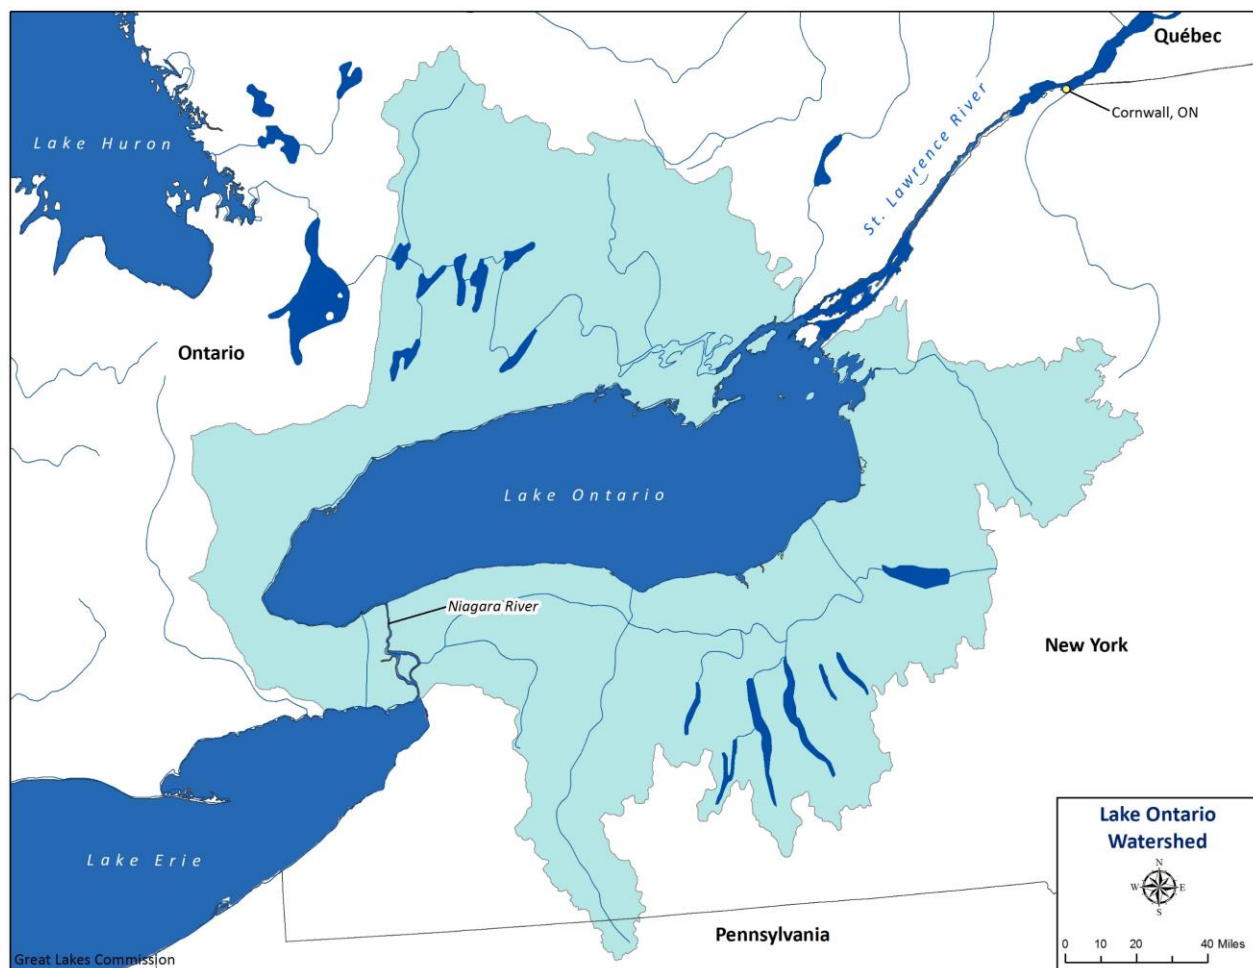 Québec
Cornwall, ON
Lake Huron
St. Lawrence River
Ontario
Lake Ontario
Niagara River
New York
Lake Erie
Pennsylvania
Great Lakes Commission
Lake Ontario
Watershed
N
W E
S
0 10 20 40 Miles